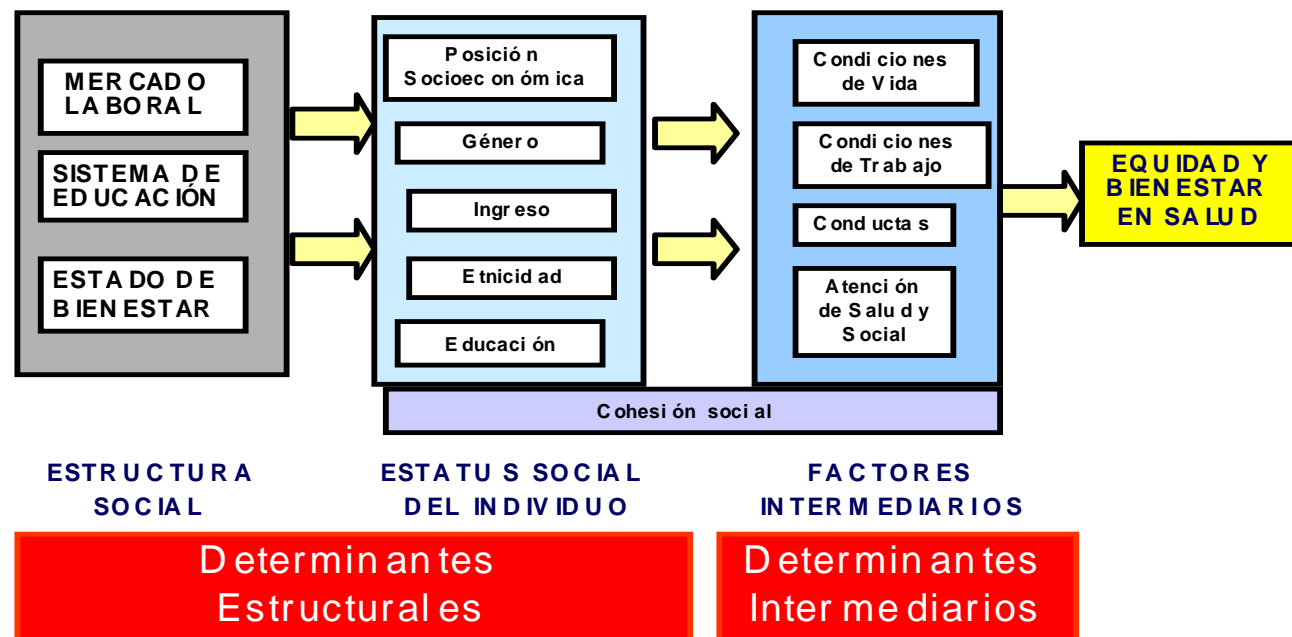 MERCADO
LABORAL
SISTEMA DE
EDUCACIÓN
ESTADO DE
BIENESTAR
Posición
Socioeconómica
Género
Ingreso
Etnicidad
Educación
Condiciones
de Vida
Condiciones
de Trabajo
Conductas
Atención
de Salud y
Social
EQUIDAD Y
BIENESTAR
EN SALUD
Cohesión social
ESTRUCTURA
SOCIAL
ESTATUS SOCIAL
DEL INDIVIDUO
FACTORES
INTERMEDIARIOS
Determinantes
Estructurales
Determinantes
Intermediarios